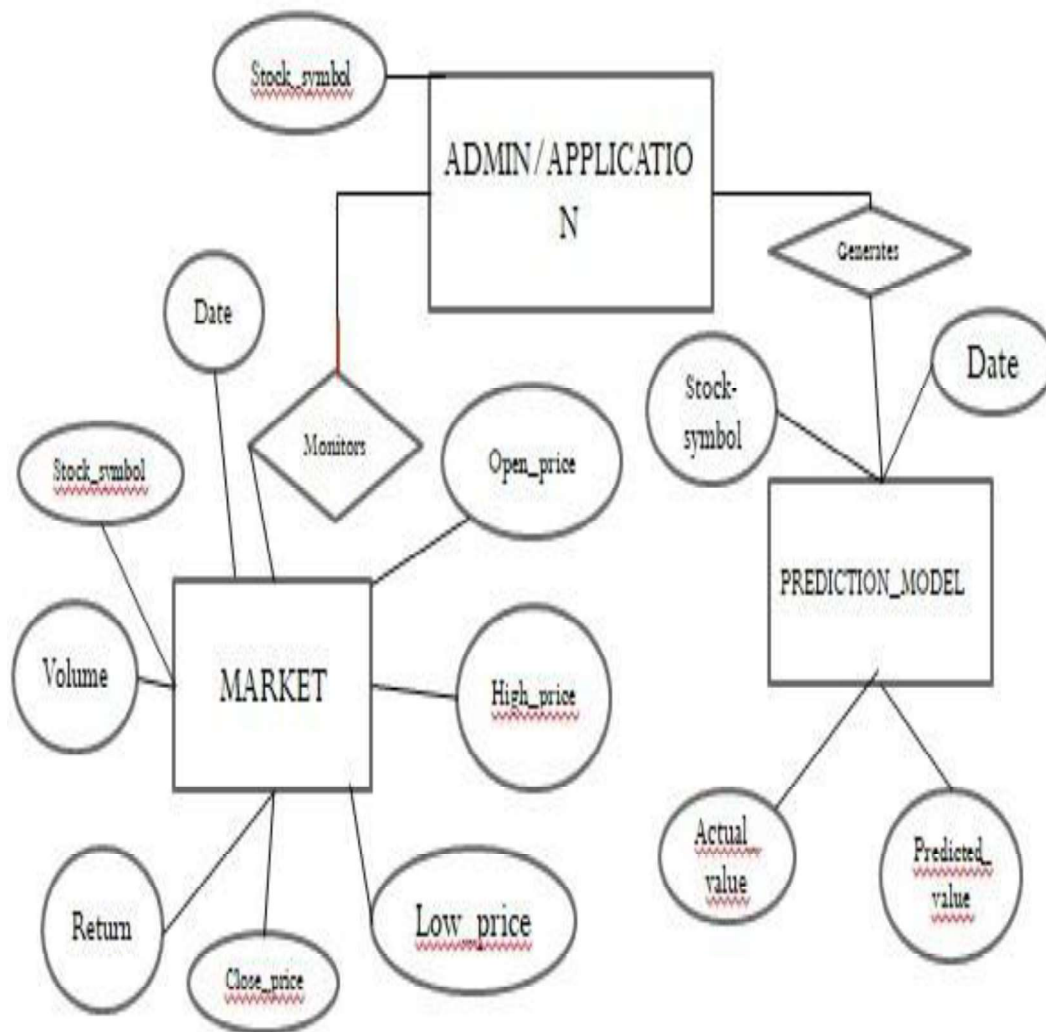 Stock_symbol
ADMIN/APPLICATIO
N
Generates
Date
Date
Stock-
symbol
Monitors
Open_price
Stock_symbol
PREDICTION_MODEL
Volume
MARKET
High_price
Actual_
value
Predicted_
value
Return
Low_price
Close_price